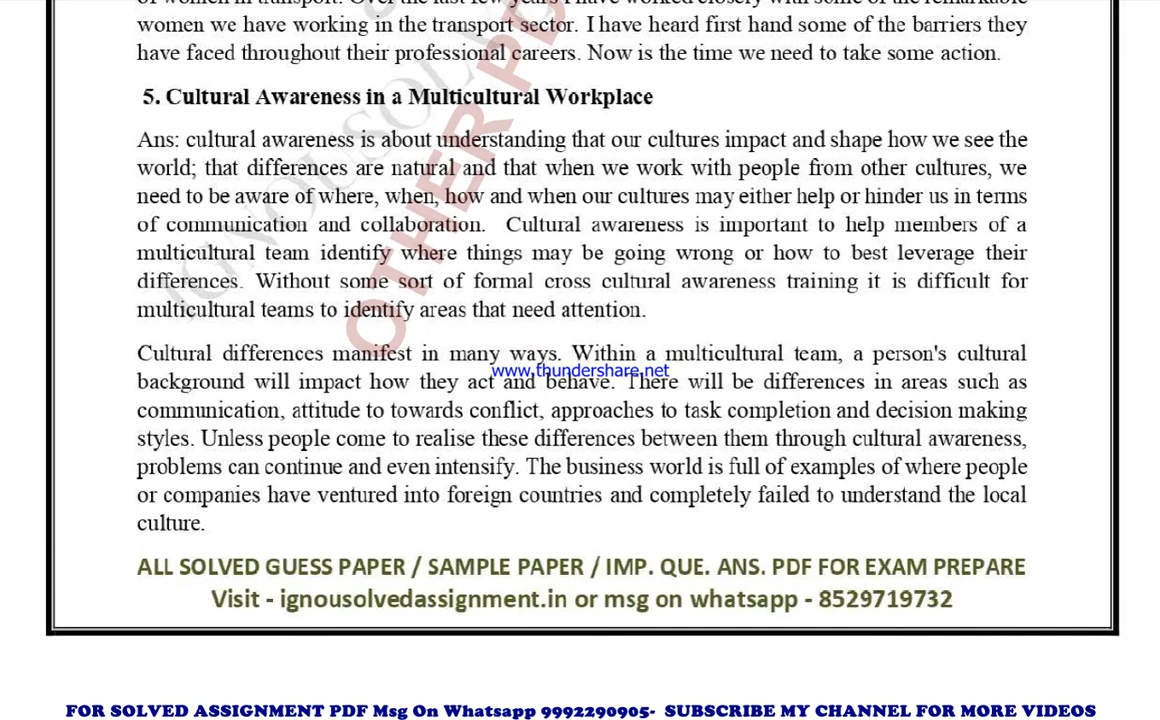 women we have working in the transport sector. I have heard first hand some of the barriers they
have faced throughout their professional careers. Now is the time we need to take some action.
5. Cultural Awareness in a Multicultural Workplace
Ans: cultural awareness is about understanding that our cultures impact and shape how we see the
world; that differences are natural and that when we work with people from other cultures, we
need to be aware of where, when, how and when our cultures may either help or hinder us in terms
of communication and collaboration. Cultural awareness is important to help members of a
multicultural team identify where things may be going wrong or how to best leverage their
differences. Without some sort of formal cross cultural awareness training it is difficult for
multicultural teams to identify areas that need attention.
Cultural differences manifest in many ways. Within a multicultural team, a person's cultural
www.thundershare.net
background will impact how they act and behave. There will be differences in areas such as
communication, attitude to towards conflict, approaches to task completion and decision making
styles. Unless people come to realise these differences between them through cultural awareness,
problems can continue and even intensify. The business world is full of examples of where people
or companies have ventured into foreign countries and completely failed to understand the local
culture.
ALL SOLVED GUESS PAPER / SAMPLE PAPER / IMP. QUE. ANS. PDF FOR EXAM PREPARE
Visit - ignousolvedassignment.in or msg on whatsapp - 8529719732
FOR SOLVED ASSIGNMENT PDF Msg On Whatsapp 9992290905- SUBSCRIBE MY CHANNEL FOR MORE VIDEOS